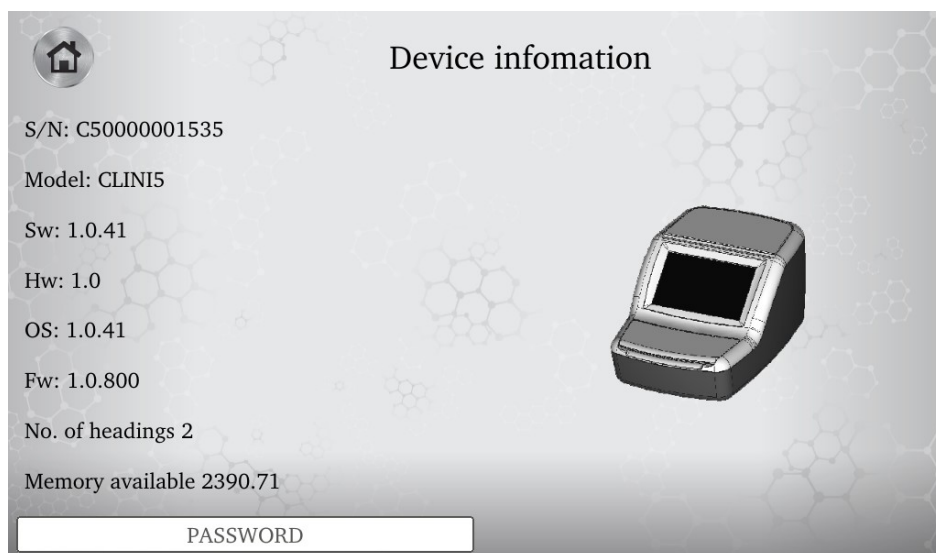 Device infomation
S/N: C50000001535
Model: CLINI5
Sw: 1.0.41
Hw: 1.0
OS: 1.0.41
Fw: 1.0.800
No. of headings 2
Memory available 2390.71
PASSWORD